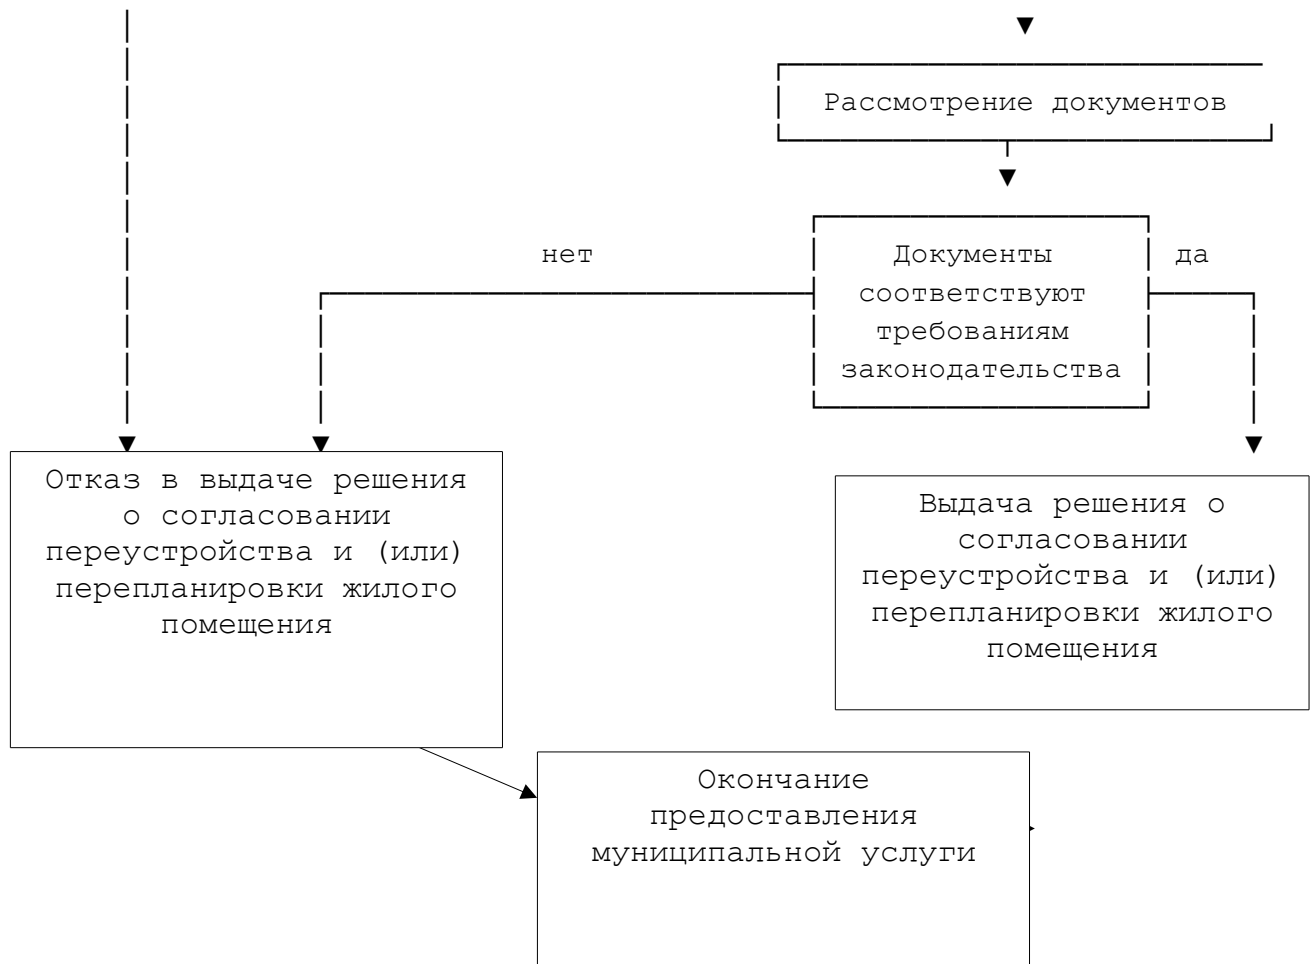 Рассмотрение документов
нет
Документы
да
соответствуют
требованиям
законодательства
Отказ в выдаче решения
о согласовании
переустройства и (или)
перепланировки жилого
помещения
Выдача решения о
согласовании
переустройства и (или)
перепланировки жилого
помещения
Окончание
предоставления
муниципальной услуги